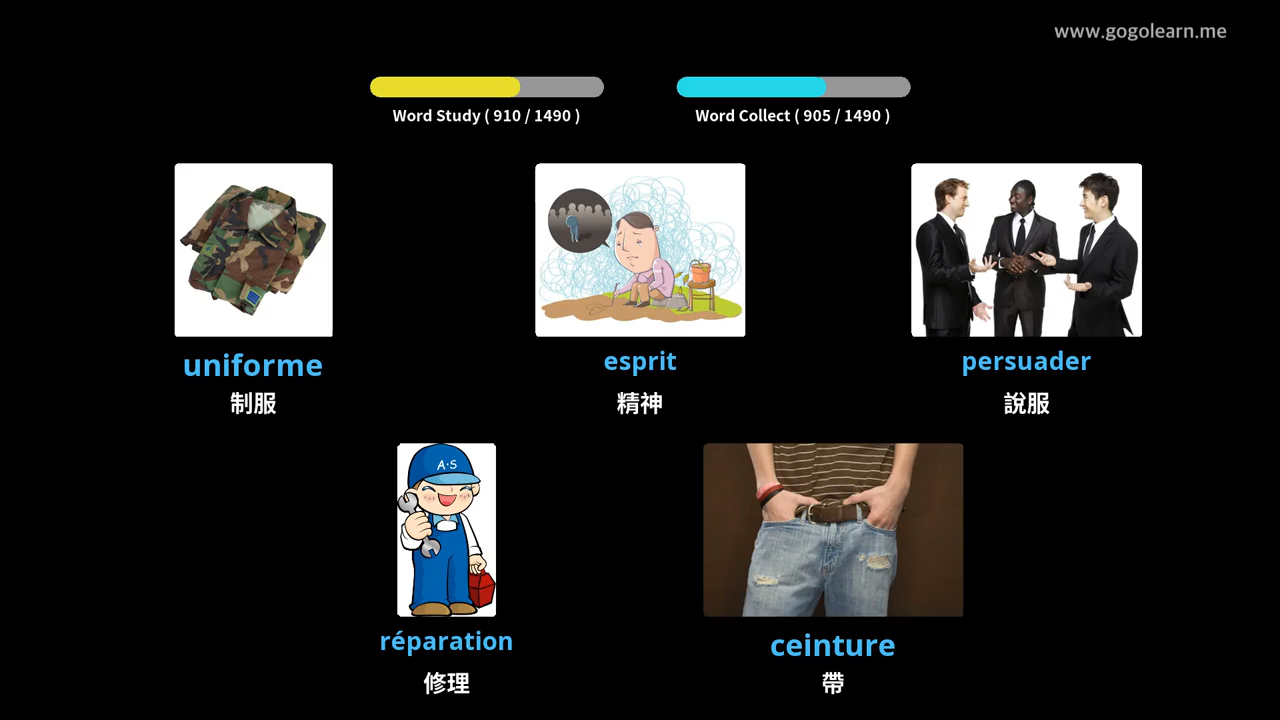 www.gogolearn.me
Word Study ( 910 / 1490 )
Word Collect ( 905 / 1490 )
uniforme
esprit
persuader
制服
精神
說服
A·S
réparation
ceinture
修理
帶